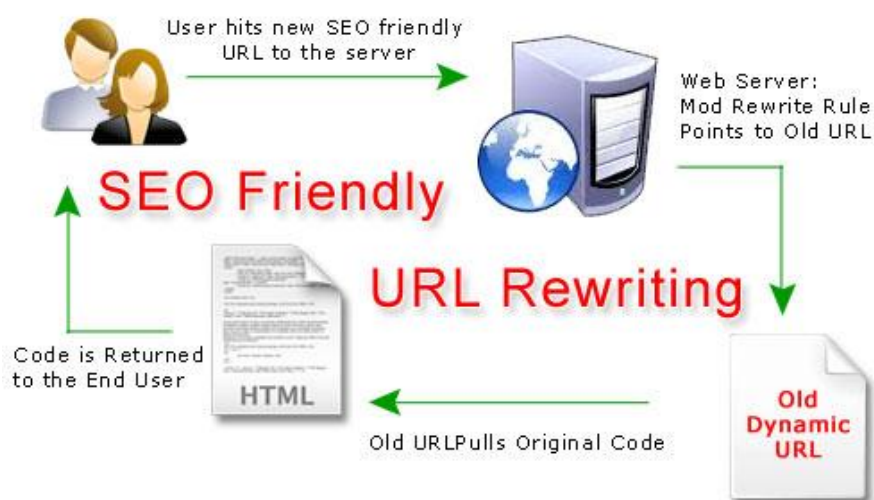 User hits new SEO friendly
URL to the server
Web Server:
Mod Rewrite Rule
Points to Old URL
SEO Friendly
URL Rewriting
Code is Returned
to the End User
HTML
Old URLPulls Original Code
Old
Dynamic
URL